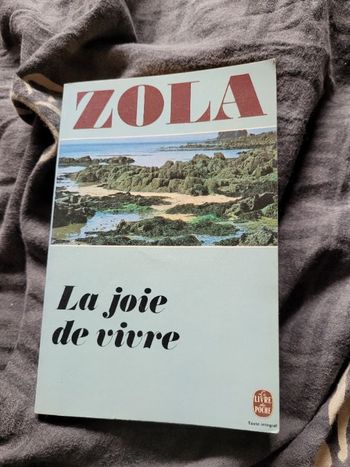 ZOLA
La joie
de vivre
Le
LIVRE
de
POCHE
Texte intégral